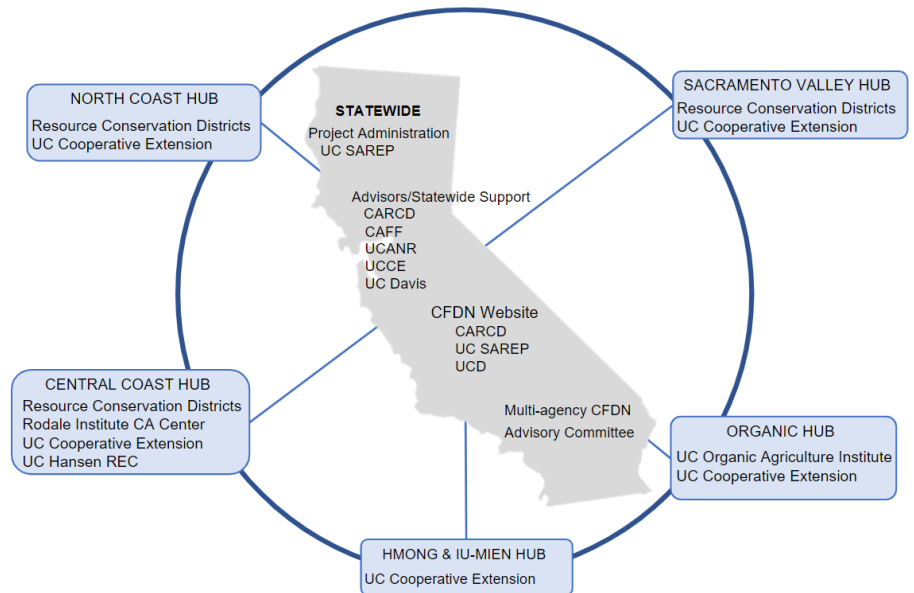 NORTH COAST HUB
Resource Conservation Districts
UC Cooperative Extension
SACRAMENTO VALLEY HUB
Resource Conservation Districts
UC Cooperative Extension
STATEWIDE
Project Administration
UC SAREP
Advisors/Statewide Support
CARCD
CAFF
UCANR
UCCE
UC Davis
CFDN Website
CARCD
UC SAREP
UCD
Multi-agency CFDN
Advisory Committee
CENTRAL COAST HUB
Resource Conservation Districts
Rodale Institute CA Center
UC Cooperative Extension
UC Hansen REC
ORGANIC HUB
UC Organic Agriculture Institute
UC Cooperative Extension
HMONG & IU-MIEN HUB
UC Cooperative Extension